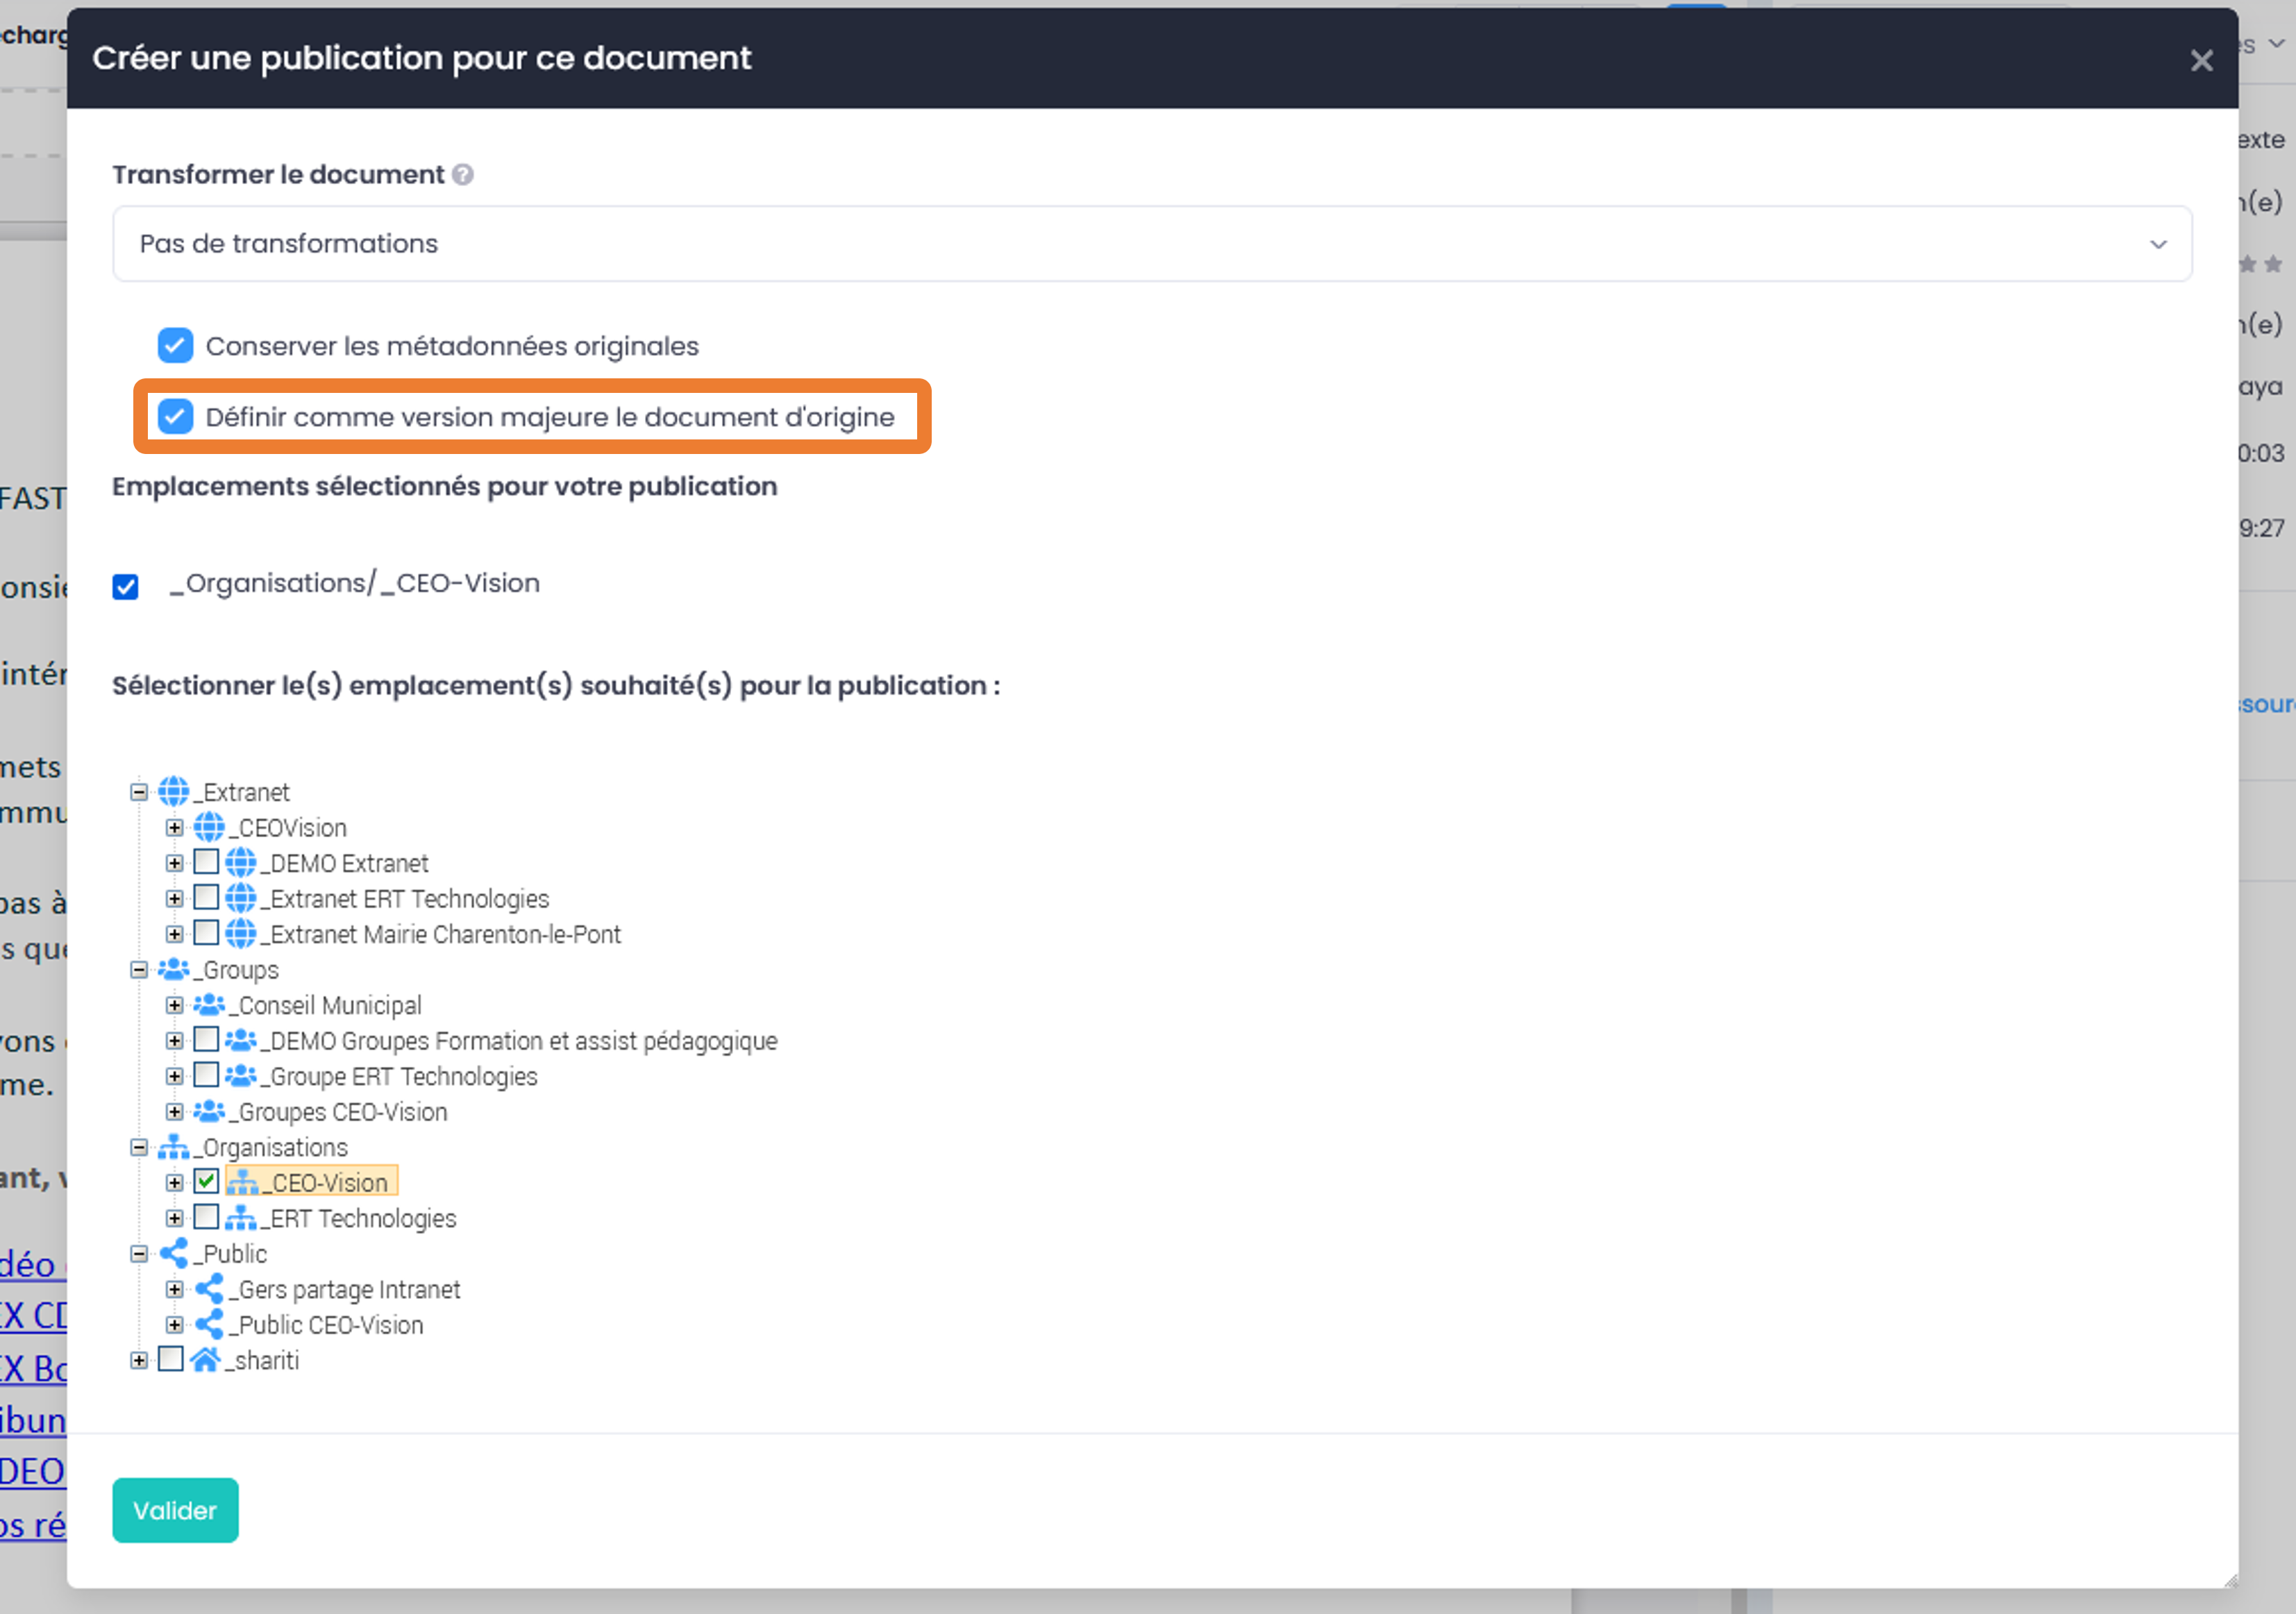 Créer une publication pour ce document
Transformer le document
Pas de transformations
Conserver les métadonnées originales
Définir comme version majeure le document d'origine
Emplacements sélectionnés pour votre publication
_Organisations/_CEO-Vision
Sélectionner le(s) emplacement(s) souhaité(s) pour la publication :
_Extranet
_CEOVision
_DEMO Extranet
_Extranet ERT Technologies
_Extranet Mairie Charenton-le-Pont
_Groups
_Conseil Municipal
_DEMO Groupes Formation et assist pédagogique
_Groupe ERT Technologies
_Groupes CEO-Vision
_Organisations
_CEO-Vision
_ERT Technologies
_Public
_Gers partage Intranet
_Public CEO-Vision
_shariti
Valider